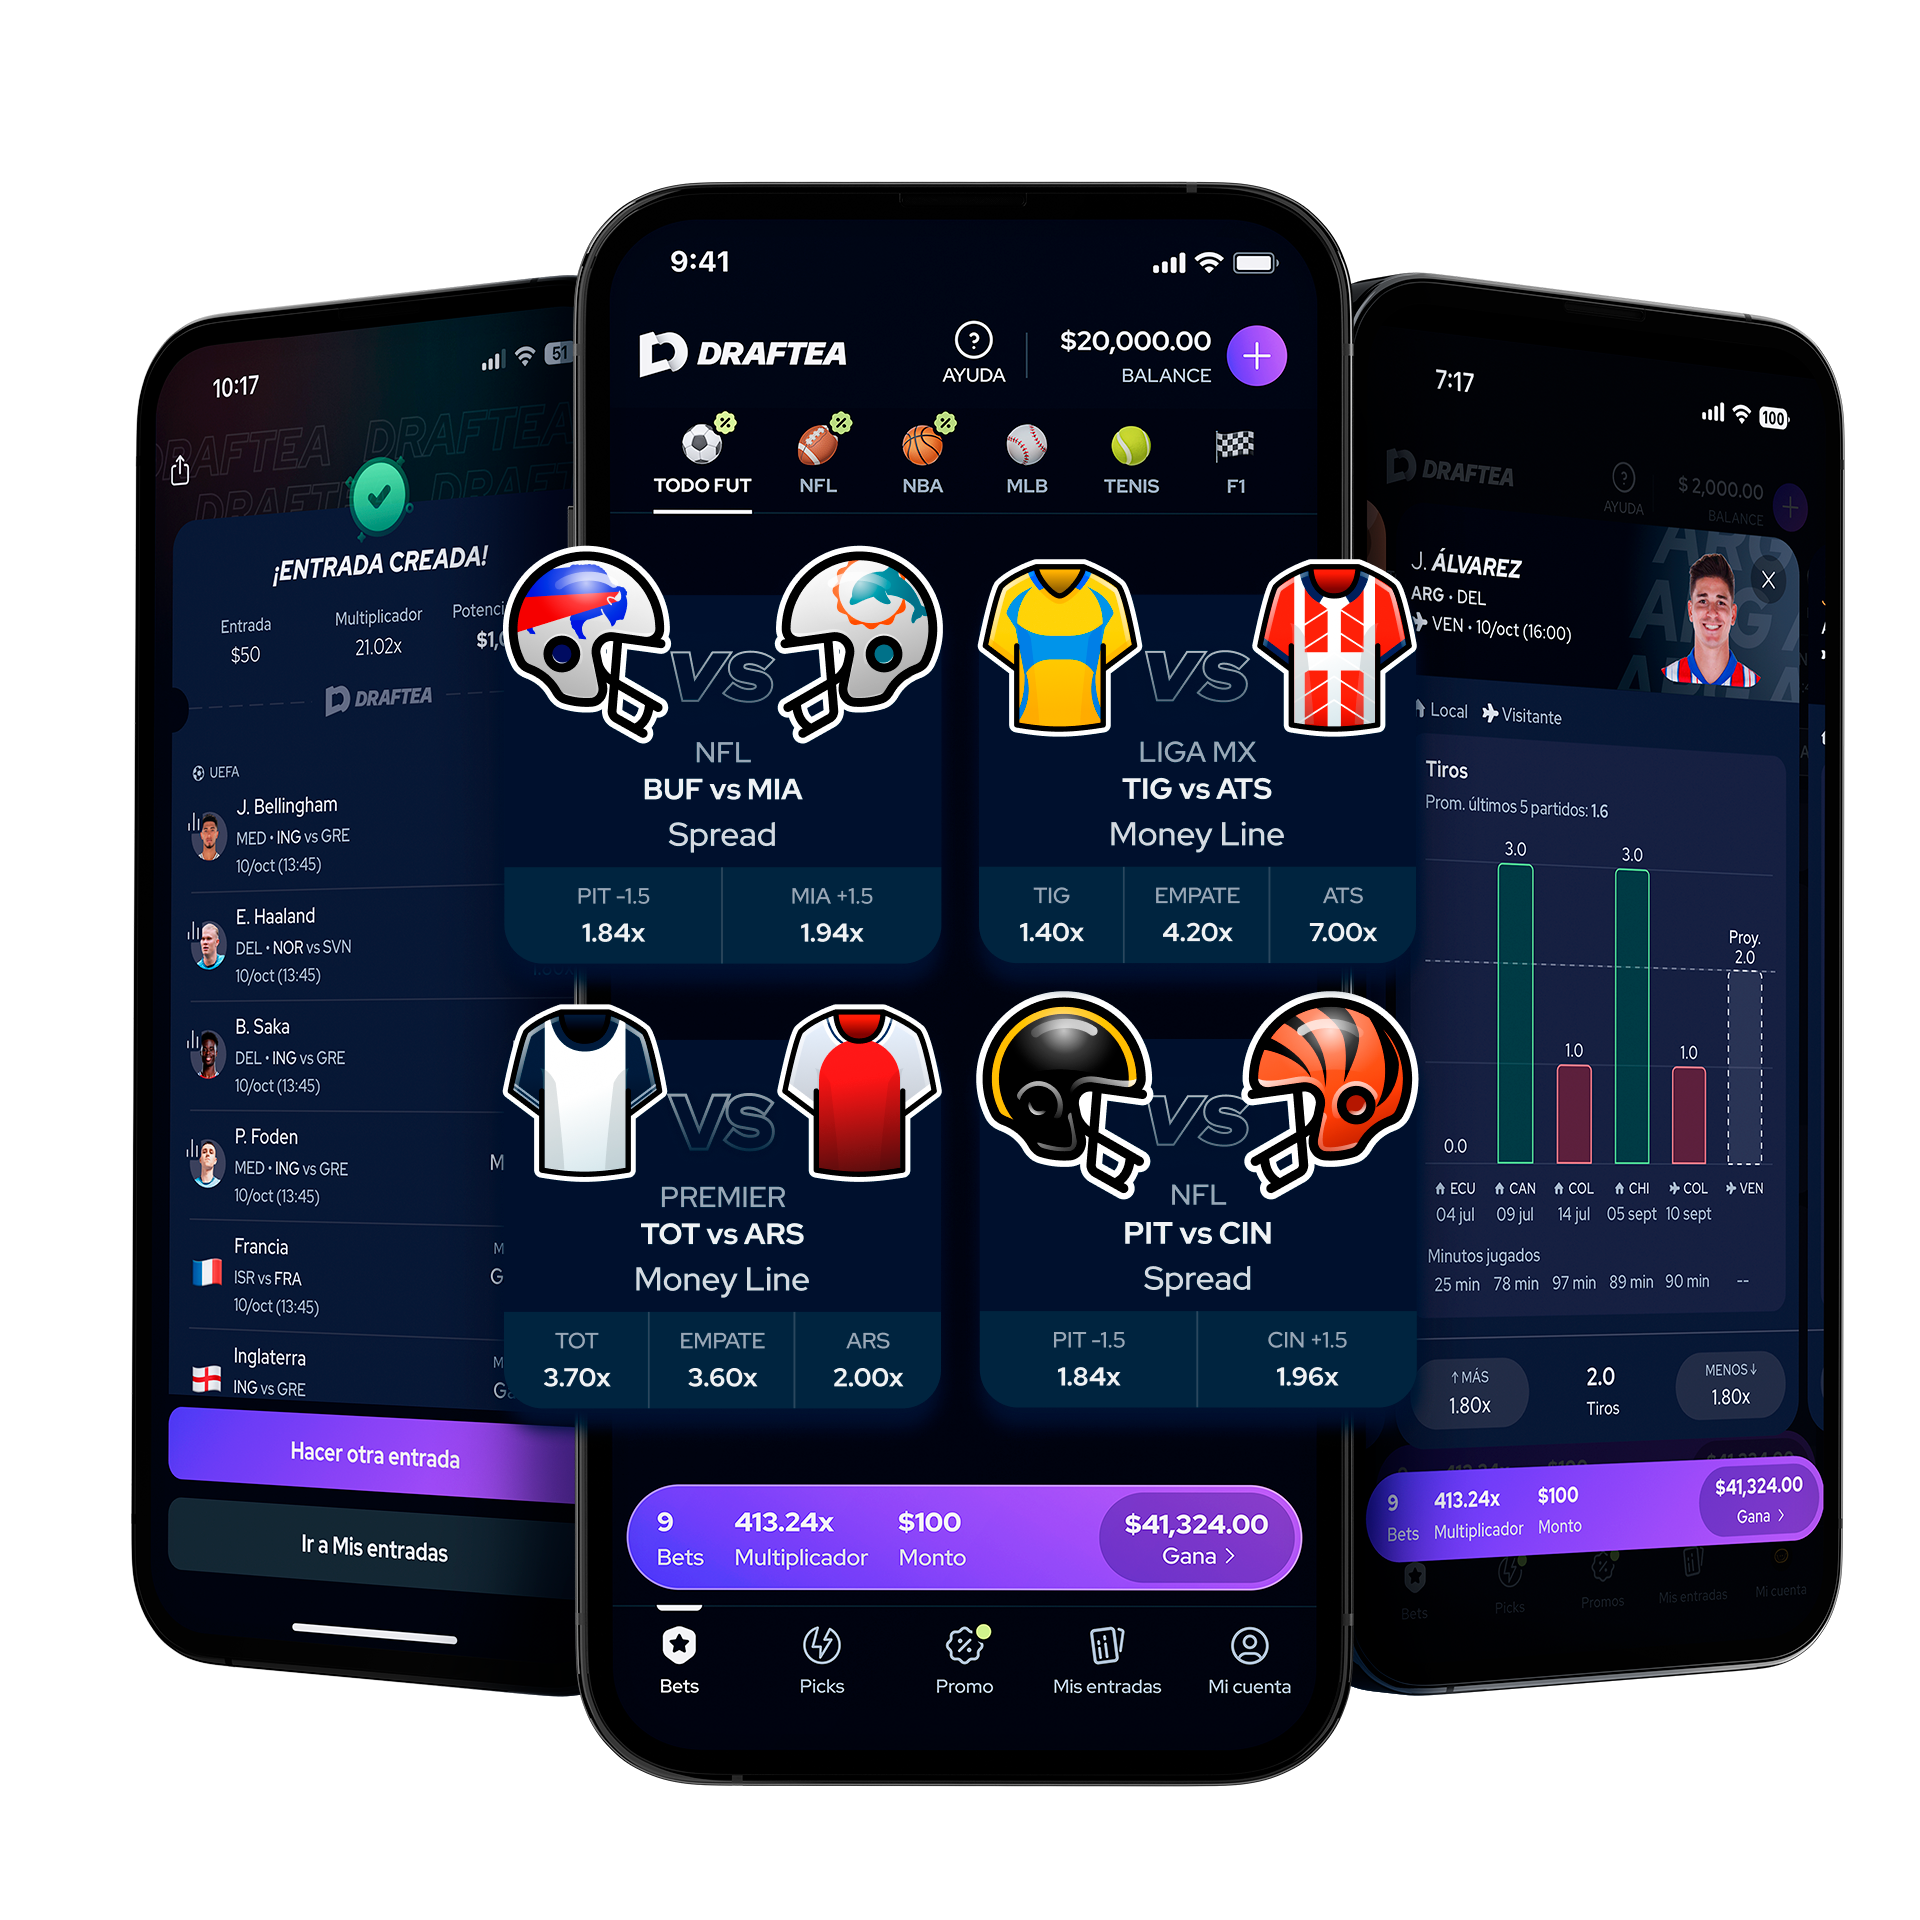 10:17
51
DRAFTEA DRAFTEA
¡ENTRADA CREADA!
Entrada
$50
Multiplicador
21.02x
DRAFTEA
UEFA
J. Bellingham
MED • ING vs GRE
10/oct (13:45)
E. Haaland
DEL • NOR vs SVN
10/oct (13:45)
B. Saka
DEL • ING vs GRE
10/oct (13:45)
P. Foden
MED • ING vs GRE
10/oct (13:45)
Francia
ISR vs FRA
10/oct (13:45)
Inglaterra
ING vs GRE
Hacer otra entrada
Ir a Mis entradas
9:41
DRAFTEA
?
AYUDA
$20,000.00
BALANCE
TODO FUT
NFL
NBA
MLB
TENIS
F1
VS
NFL
BUF vs MIA
Spread
PIT -1.5
1.84x
MIA +1.5
1.94x
VS
LIGA MX
TIG vs ATS
Money Line
TIG
1.40x
EMPATE
4.20x
ATS
7.00x
VS
PREMIER
TOT vs ARS
Money Line
TOT
3.70x
EMPATE
3.60x
ARS
2.00x
VS
NFL
PIT vs CIN
Spread
PIT -1.5
1.84x
CIN +1.5
1.96x
9
Bets
413.24x
Multiplicador
$100
Monto
$41,324.00
Gana >
Bets
Picks
Promo
Mis entradas
Mi cuenta
7:17
100
DRAFTEA
?
AYUDA
$ 2,000.00
BALANCE
J. ÁLVAREZ
ARG • DEL
VEN • 10/oct (16:00)
Local
Visitante
Tiros
Prom. últimos 5 partidos: 1.6
0.0
3.0
1.0
3.0
1.0
Proy.
2.0
ECU
04 jul
CAN
09 jul
COL
14 jul
CHI
05 sept
COL
10 sept
VEN
Minutos jugados
25 min
78 min
97 min
89 min
90 min
--
↑ MÁS
1.80x
2.0
Tiros
MENOS ↓
1.80x
9
Bets
413.24x
Multiplicador
$100
Monto
$41,324.00
Gana >
Bets
Picks
Promos
Mis entradas
Mi cuenta